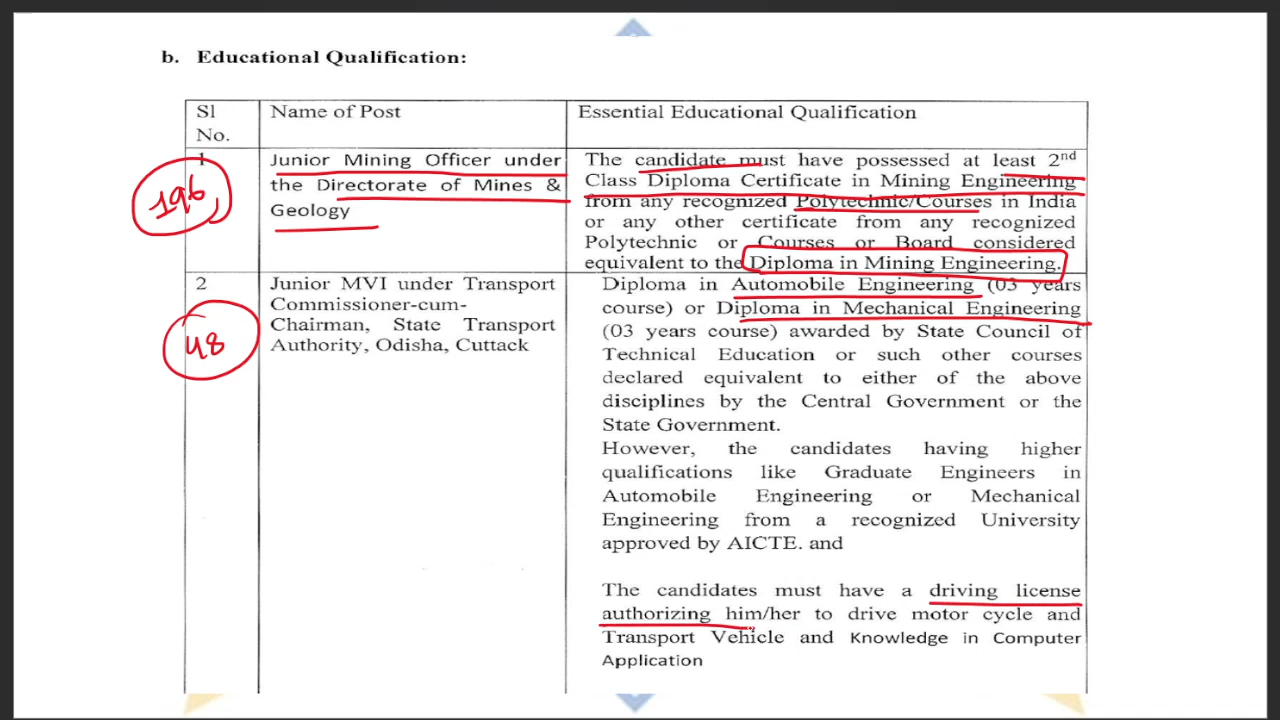 b. Educational Qualification:
Sl
No.
Name of Post
Essential Educational Qualification
1
196
Junior Mining Officer under
the Directorate of Mines &
Geology
The candidate must have possessed at least 2nd
Class Diploma Certificate in Mining Engineering
from any recognized Polytechnic/Courses in India
or any other certificate from any recognized
Polytechnic or Courses or Board considered
equivalent to the Diploma in Mining Engineering.
2
48
Junior MVI under Transport
Commissioner-cum-
Chairman, State Transport
Authority, Odisha, Cuttack
Diploma in Automobile Engineering (03 years
course) or Diploma in Mechanical Engineering
(03 years course) awarded by State Council of
Technical Education or such other courses
declared equivalent to either of the above
disciplines by the Central Government or the
State Government.
However, the candidates having higher
qualifications like Graduate Engineers in
Automobile Engineering or Mechanical
Engineering from a recognized University
approved by AICTE. and
The candidates must have a driving license
authorizing him/her to drive motor cycle and
Transport Vehicle and Knowledge in Computer
Application